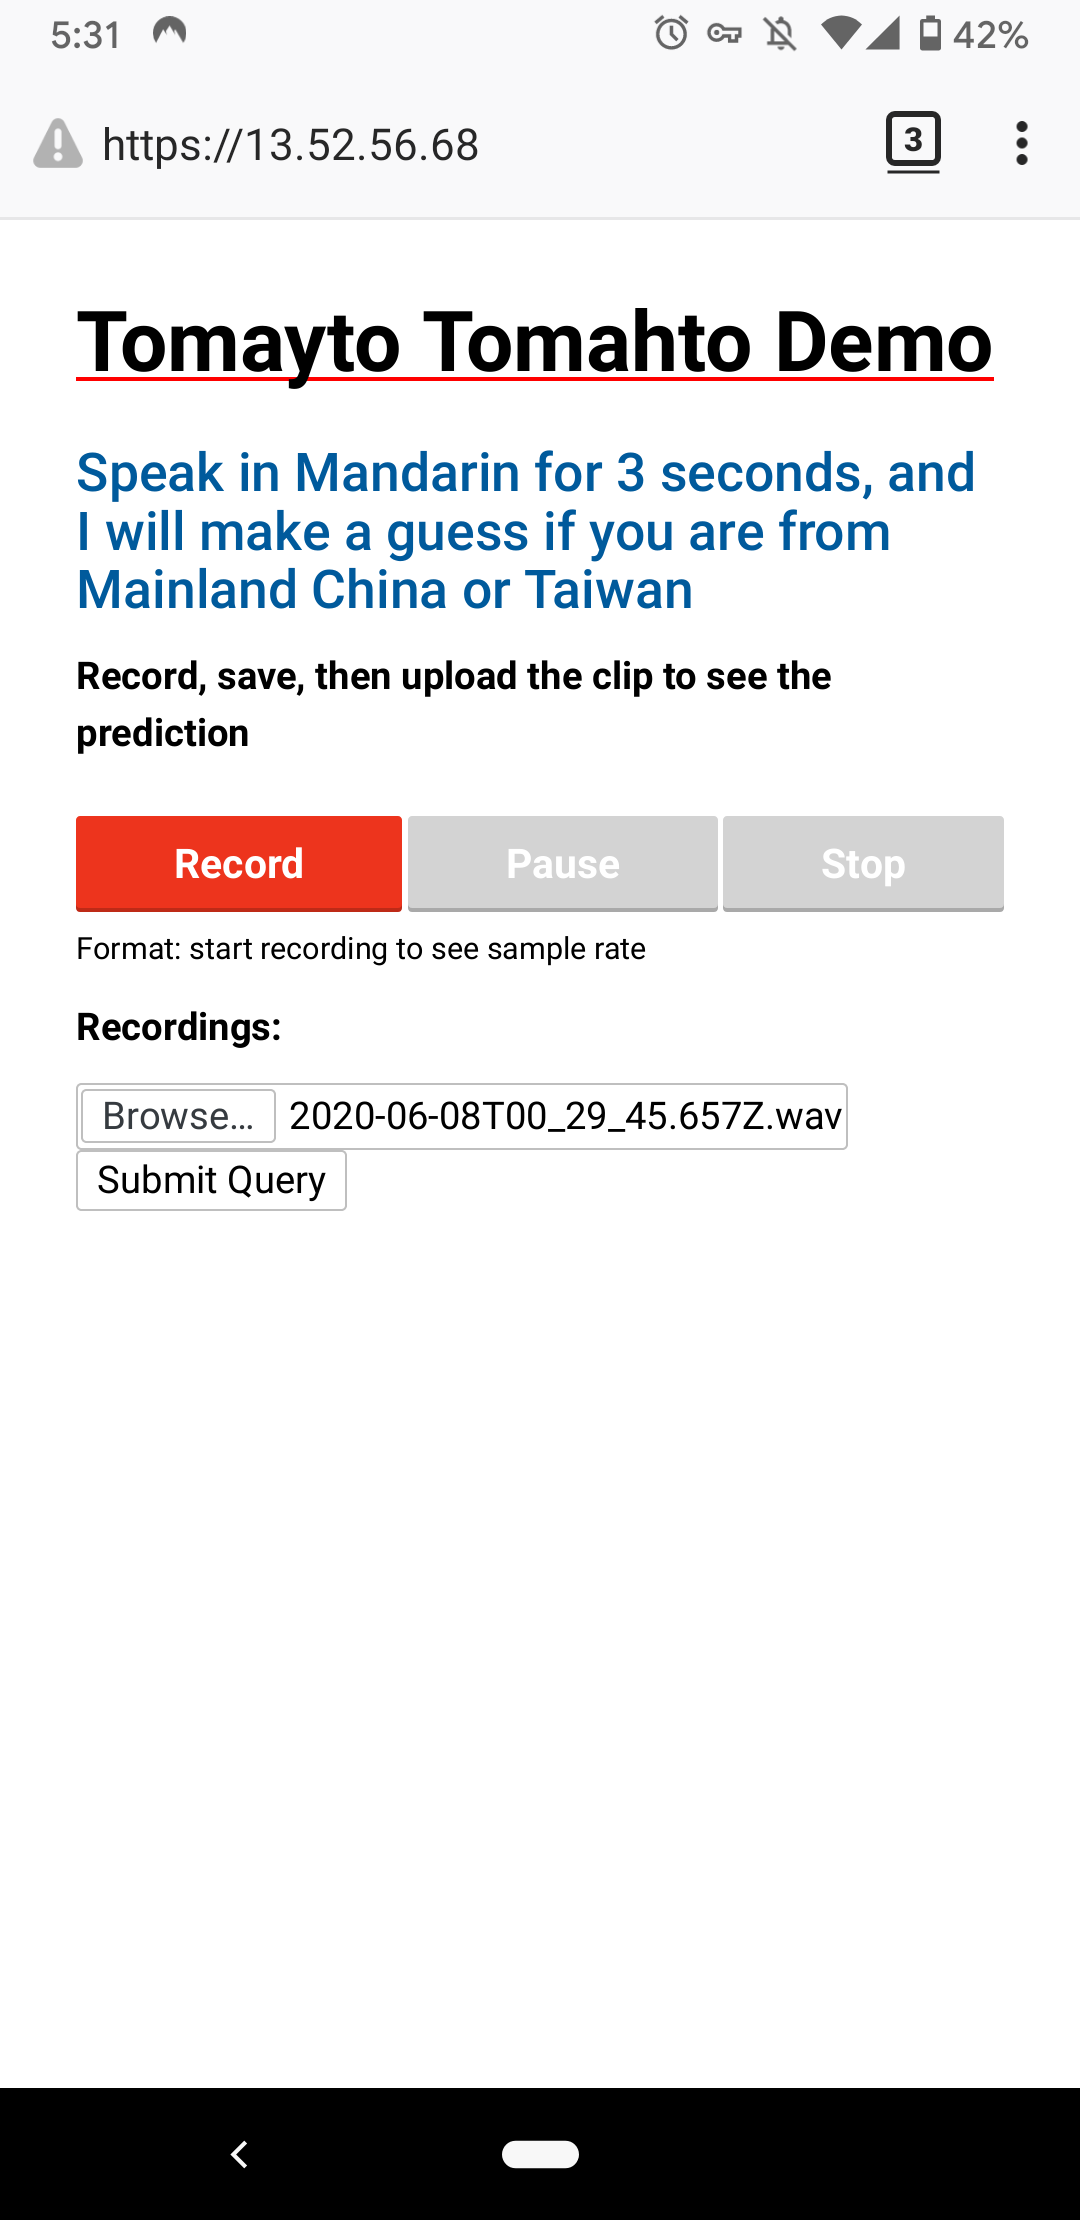 5:31
42%
https://13.52.56.68
3
Tomayto Tomahto Demo
Speak in Mandarin for 3 seconds, and
I will make a guess if you are from
Mainland China or Taiwan
Record, save, then upload the clip to see the
prediction
Record Pause Stop
Format: start recording to see sample rate
Recordings:
Browse... 2020-06-08T00_29_45.657Z.wav
Submit Query